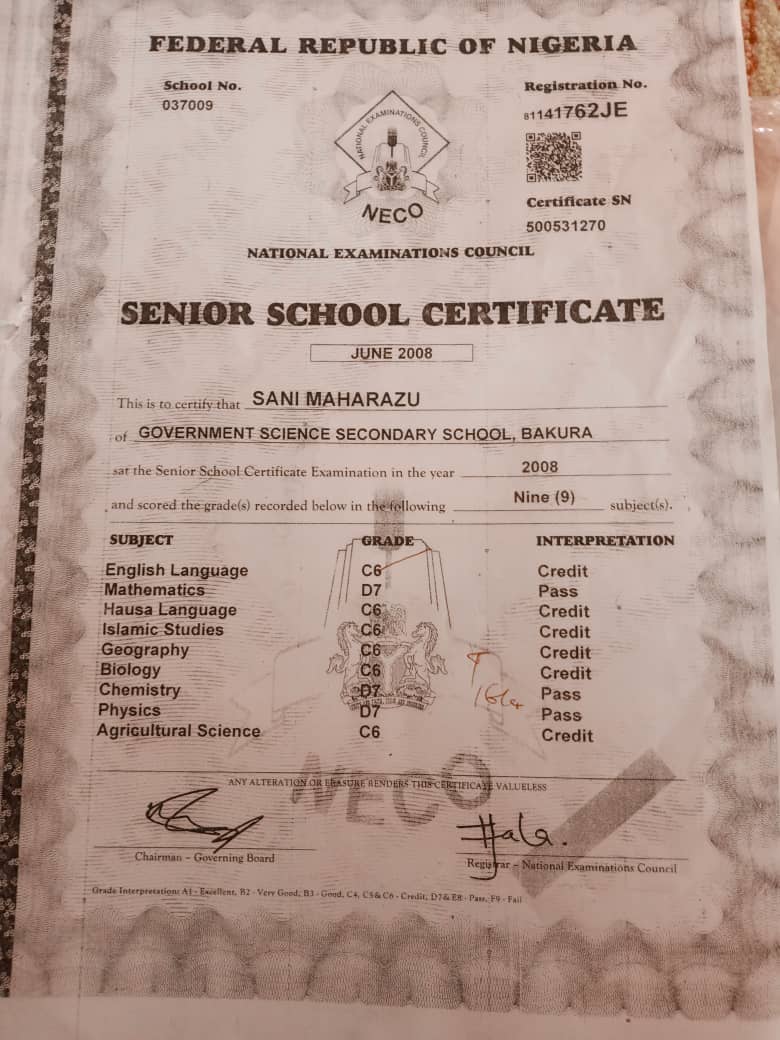 FEDERAL REPUBLIC OF NIGERIA
School No.
037009
Registration No.
81141762JE
NATIONAL EXAMINATIONS COUNCIL
NECO
Certificate SN
500531270
NATIONAL EXAMINATIONS COUNCIL
SENIOR SCHOOL CERTIFICATE
JUNE 2008
This is to certify that SANI MAHARAZU
of GOVERNMENT SCIENCE SECONDARY SCHOOL, BAKURA
sat the Senior School Certificate Examination in the year 2008
and scored the grade(s) recorded below in the following Nine (9) subject(s).
SUBJECT GRADE INTERPRETATION
English Language C6 Credit
Mathematics D7 Pass
Hausa Language C6 Credit
Islamic Studies C6 Credit
Geography C6 Credit
Biology C6 Credit
Chemistry D7 Pass
Physics D7 Pass
Agricultural Science C6 Credit
NECO
ANY ALTERATION OR ERASURE RENDERS THIS CERTIFICATE VALUELESS
Chairman - Governing Board
Registrar - National Examinations Council
Grade Interpretation: A1 - Excellent, B2 - Very Good, B3 - Good, C4, C5 & C6 - Credit, D7 & E8 - Pass, F9 - Fail